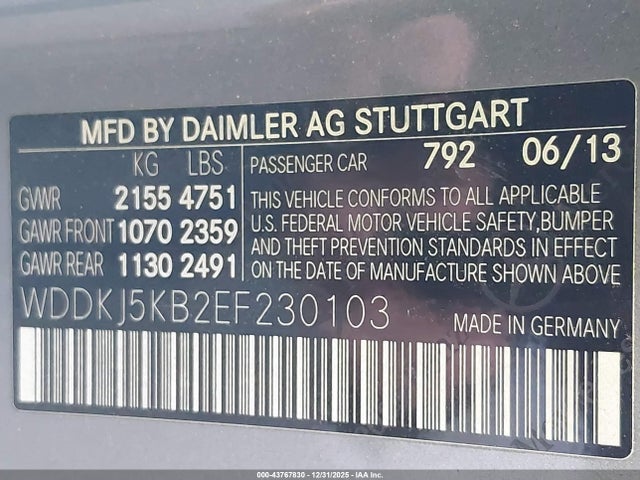 MFD BY DAIMLER AG STUTTGART
KG LBS
GVWR 2155 4751
GAWR FRONT 1070 2359
GAWR REAR 1130 2491
PASSENGER CAR 792 06/13
THIS VEHICLE CONFORMS TO ALL APPLICABLE
U.S. FEDERAL MOTOR VEHICLE SAFETY,BUMPER
AND THEFT PREVENTION STANDARDS IN EFFECT
ON THE DATE OF MANUFACTURE SHOWN ABOVE
WDDKJ5KB2EF230103
MADE IN GERMANY
000-43767830 - 12/31/2025 - IAA Inc.